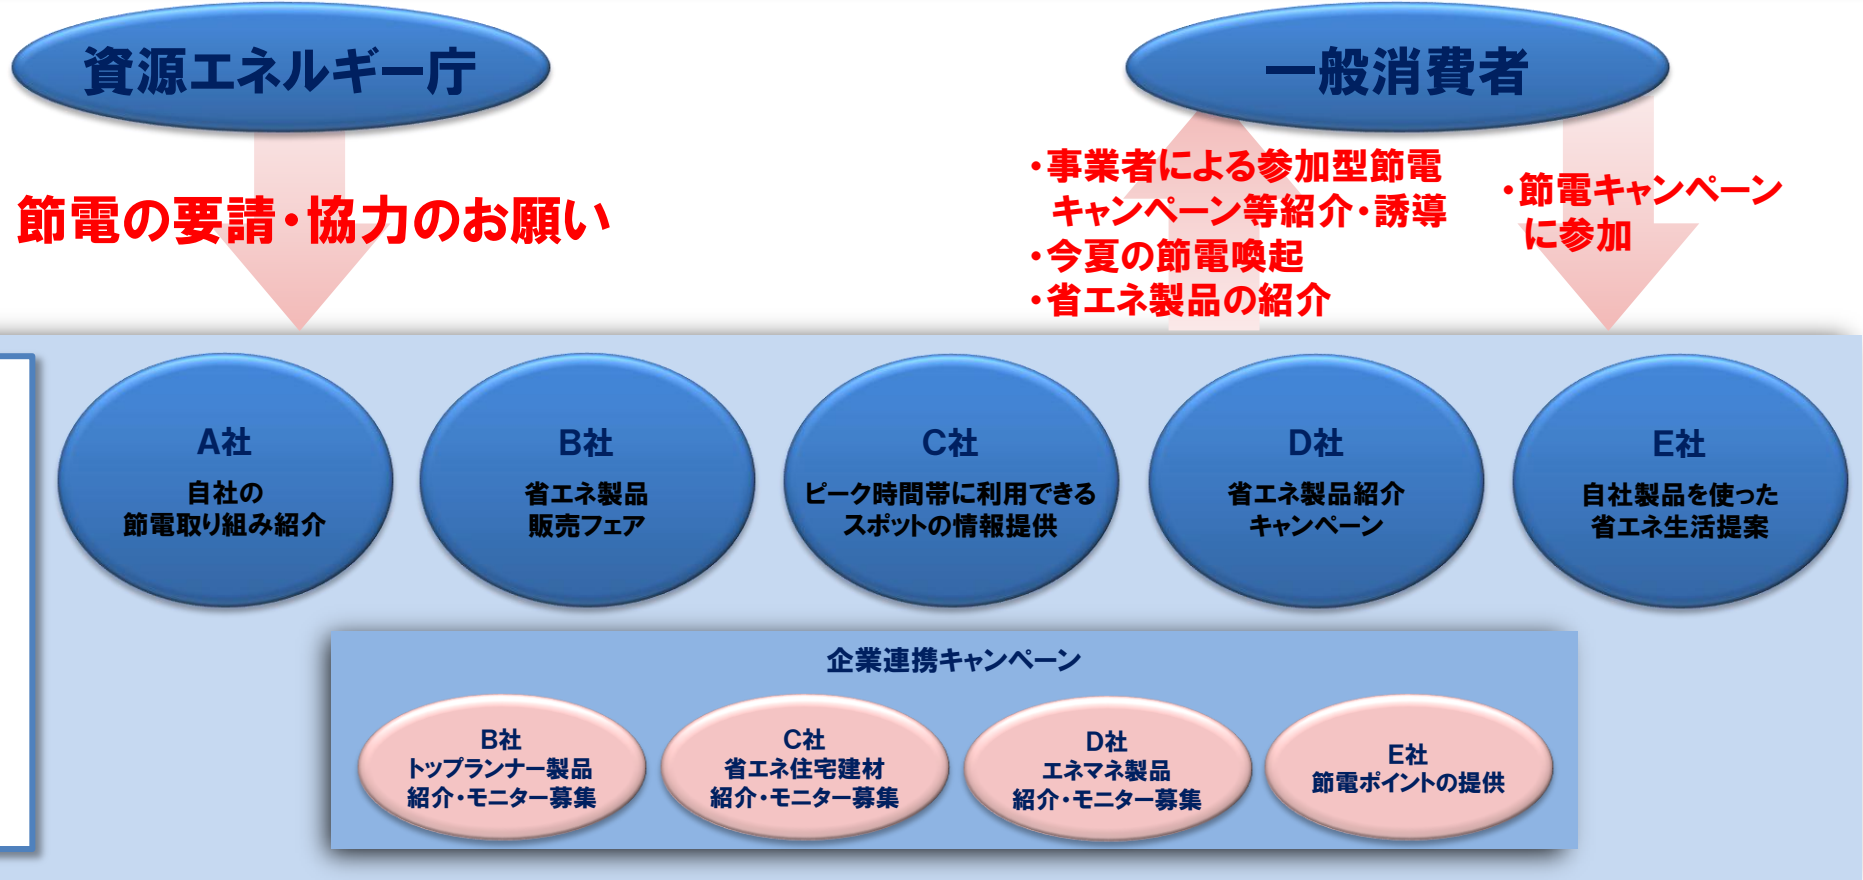 資源エネルギー庁
一般消費者
節電の要請・協力のお願い
・事業者による参加型節電
キャンペーン等紹介・誘導
・今夏の節電喚起
・省エネ製品の紹介
・節電キャンペーン
に参加
A社
自社の
節電取り組み紹介
B社
省エネ製品
販売フェア
C社
ピーク時間帯に利用できる
スポットの情報提供
D社
省エネ製品紹介
キャンペーン
E社
自社製品を使った
省エネ生活提案
企業連携キャンペーン
B社
トップランナー製品
紹介・モニター募集
C社
省エネ住宅建材
紹介・モニター募集
D社
エネマネ製品
紹介・モニター募集
E社
節電ポイントの提供